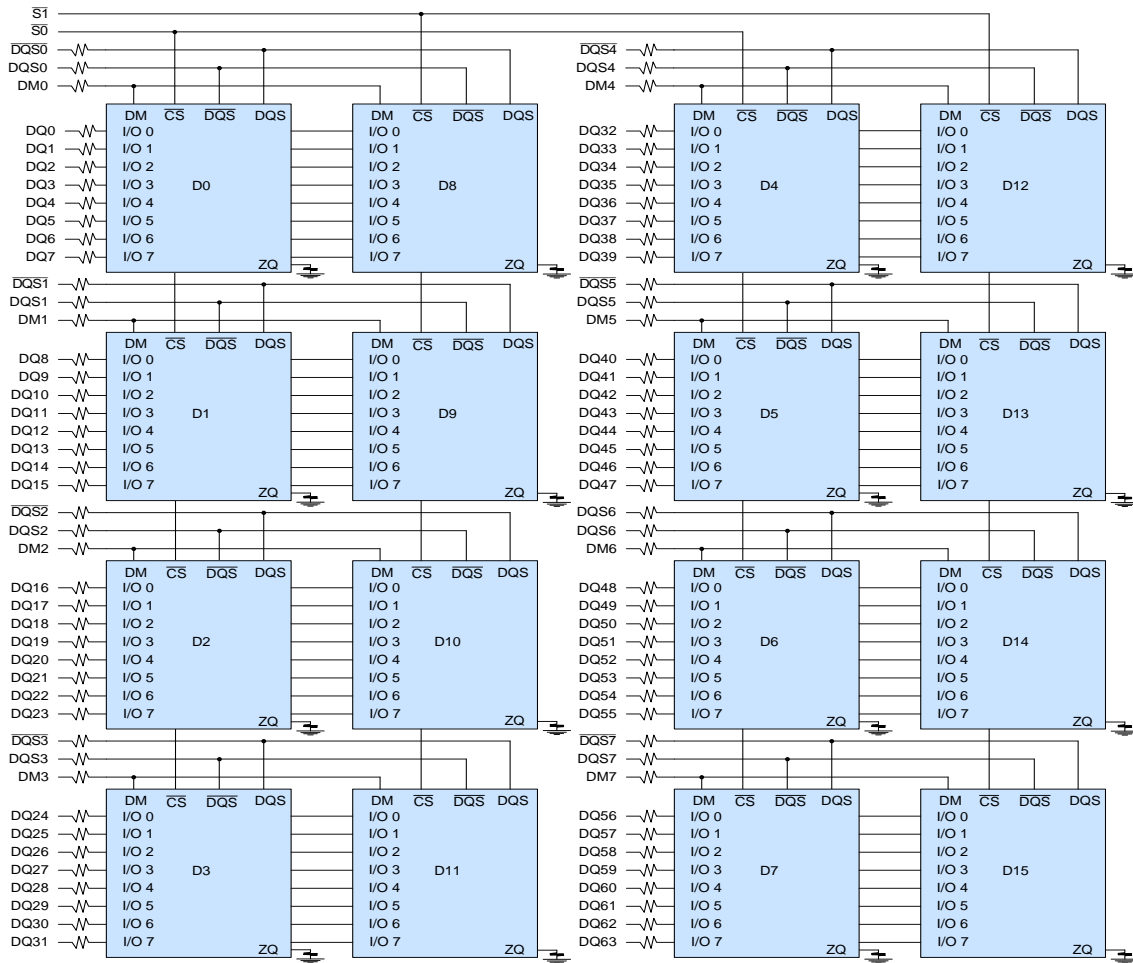 S1
S0
DQS0 DQS4
DQS0 DQS4
DM0 DM4
DM CS DQS DQS DM CS DQS DQS DM CS DQS DQS DM CS DQS DQS
DQ0 I/O 0 I/O 0 DQ32 I/O 0 I/O 0
DQ1 I/O 1 I/O 1 DQ33 I/O 1 I/O 1
DQ2 I/O 2 I/O 2 DQ34 I/O 2 I/O 2
DQ3 I/O 3 D0 I/O 3 D8 DQ35 I/O 3 D4 I/O 3 D12
DQ4 I/O 4 I/O 4 DQ36 I/O 4 I/O 4
DQ5 I/O 5 I/O 5 DQ37 I/O 5 I/O 5
DQ6 I/O 6 I/O 6 DQ38 I/O 6 I/O 6
DQ7 I/O 7 I/O 7 DQ39 I/O 7 I/O 7
ZQ ZQ ZQ ZQ
DQS1 DQS5
DQS1 DQS5
DM1 DM5
DM CS DQS DQS DM CS DQS DQS DM CS DQS DQS DM CS DQS DQS
DQ8 I/O 0 I/O 0 DQ40 I/O 0 I/O 0
DQ9 I/O 1 I/O 1 DQ41 I/O 1 I/O 1
DQ10 I/O 2 I/O 2 DQ42 I/O 2 I/O 2
DQ11 I/O 3 D1 I/O 3 D9 DQ43 I/O 3 D5 I/O 3 D13
DQ12 I/O 4 I/O 4 DQ44 I/O 4 I/O 4
DQ13 I/O 5 I/O 5 DQ45 I/O 5 I/O 5
DQ14 I/O 6 I/O 6 DQ46 I/O 6 I/O 6
DQ15 I/O 7 I/O 7 DQ47 I/O 7 I/O 7
ZQ ZQ ZQ ZQ
DQS2 DQS6
DQS2 DQS6
DM2 DM6
DM CS DQS DQS DM CS DQS DQS DM CS DQS DQS DM CS DQS DQS
DQ16 I/O 0 I/O 0 DQ48 I/O 0 I/O 0
DQ17 I/O 1 I/O 1 DQ49 I/O 1 I/O 1
DQ18 I/O 2 I/O 2 DQ50 I/O 2 I/O 2
DQ19 I/O 3 D2 I/O 3 D10 DQ51 I/O 3 D6 I/O 3 D14
DQ20 I/O 4 I/O 4 DQ52 I/O 4 I/O 4
DQ21 I/O 5 I/O 5 DQ53 I/O 5 I/O 5
DQ22 I/O 6 I/O 6 DQ54 I/O 6 I/O 6
DQ23 I/O 7 I/O 7 DQ55 I/O 7 I/O 7
ZQ ZQ ZQ ZQ
DQS3 DQS7
DQS3 DQS7
DM3 DM7
DM CS DQS DQS DM CS DQS DQS DM CS DQS DQS DM CS DQS DQS
DQ24 I/O 0 I/O 0 DQ56 I/O 0 I/O 0
DQ25 I/O 1 I/O 1 DQ57 I/O 1 I/O 1
DQ26 I/O 2 I/O 2 DQ58 I/O 2 I/O 2
DQ27 I/O 3 D3 I/O 3 D11 DQ59 I/O 3 D7 I/O 3 D15
DQ28 I/O 4 I/O 4 DQ60 I/O 4 I/O 4
DQ29 I/O 5 I/O 5 DQ61 I/O 5 I/O 5
DQ30 I/O 6 I/O 6 DQ62 I/O 6 I/O 6
DQ31 I/O 7 I/O 7 DQ63 I/O 7 I/O 7
ZQ ZQ ZQ ZQ